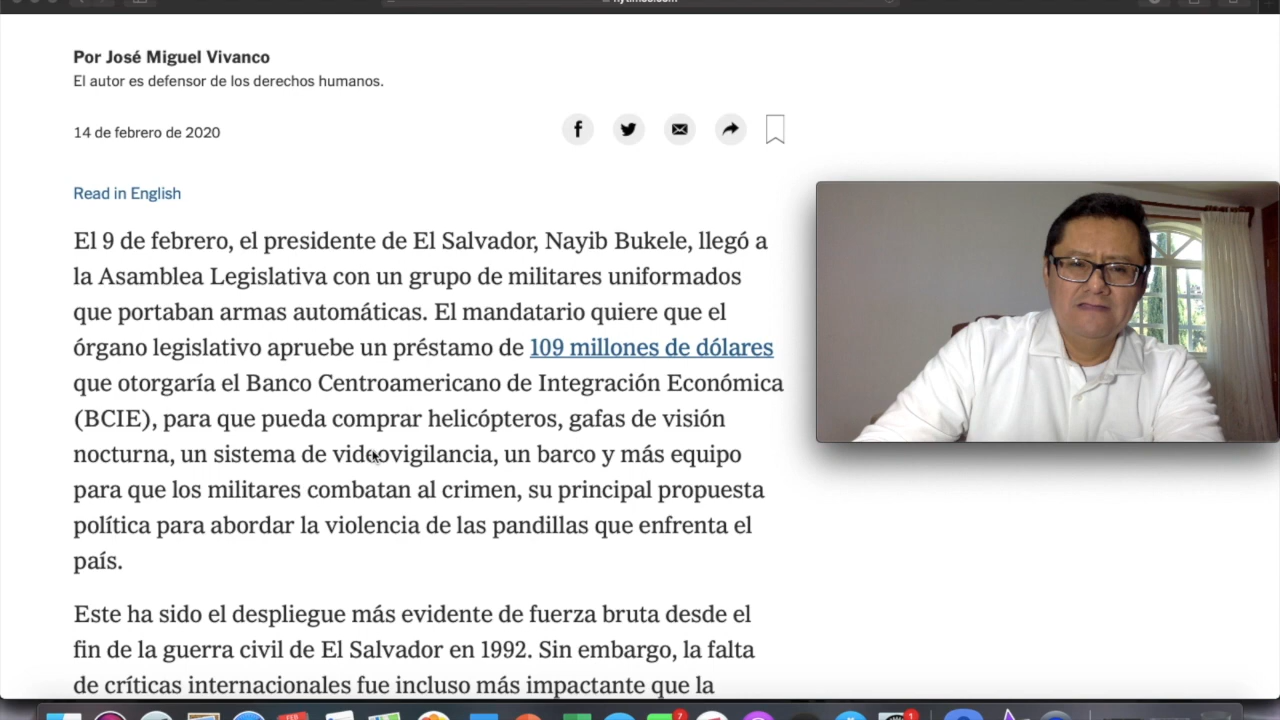 Por José Miguel Vivanco
El autor es defensor de los derechos humanos.
14 de febrero de 2020
Read in English
El 9 de febrero, el presidente de El Salvador, Nayib Bukele, llegó a
la Asamblea Legislativa con un grupo de militares uniformados
que portaban armas automáticas. El mandatario quiere que el
órgano legislativo apruebe un préstamo de 109 millones de dólares
que otorgaría el Banco Centroamericano de Integración Económica
(BCIE), para que pueda comprar helicópteros, gafas de visión
nocturna, un sistema de videovigilancia, un barco y más equipo
para que los militares combatan al crimen, su principal propuesta
política para abordar la violencia de las pandillas que enfrenta el
país.
Este ha sido el despliegue más evidente de fuerza bruta desde el
fin de la guerra civil de El Salvador en 1992. Sin embargo, la falta
de críticas internacionales fue incluso más impactante que la
7
1